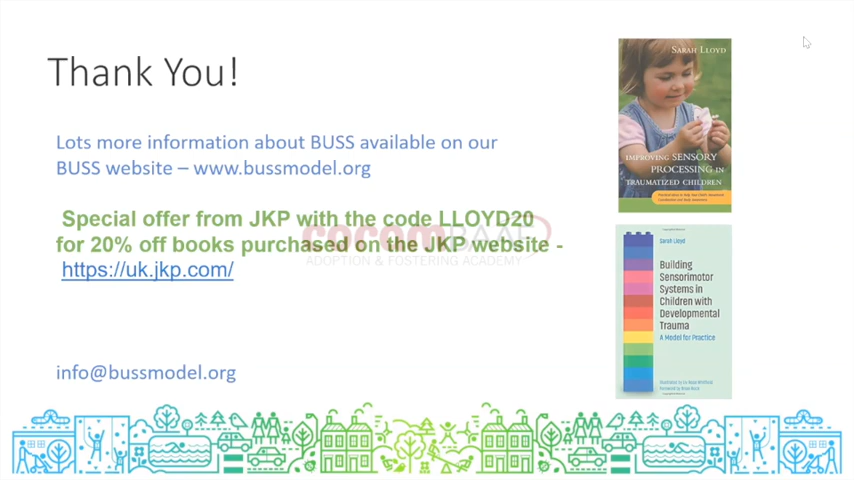 Thank You!
Lots more information about BUSS available on our
BUSS website – www.bussmodel.org
Special offer from JKP with the code LLOYD20
for 20% off books purchased on the JKP website -
https://uk.jkp.com/
info@bussmodel.org
cocomBAAF
ADOPTION & FOSTERING ACADEMY
SARAH LLOYD
IMPROVING SENSORY
PROCESSING IN
TRAUMATIZED CHILDREN
Sarah Lloyd
Building
Sensorimotor
Systems in
Children with
Developmental
Trauma
A Model for Practice